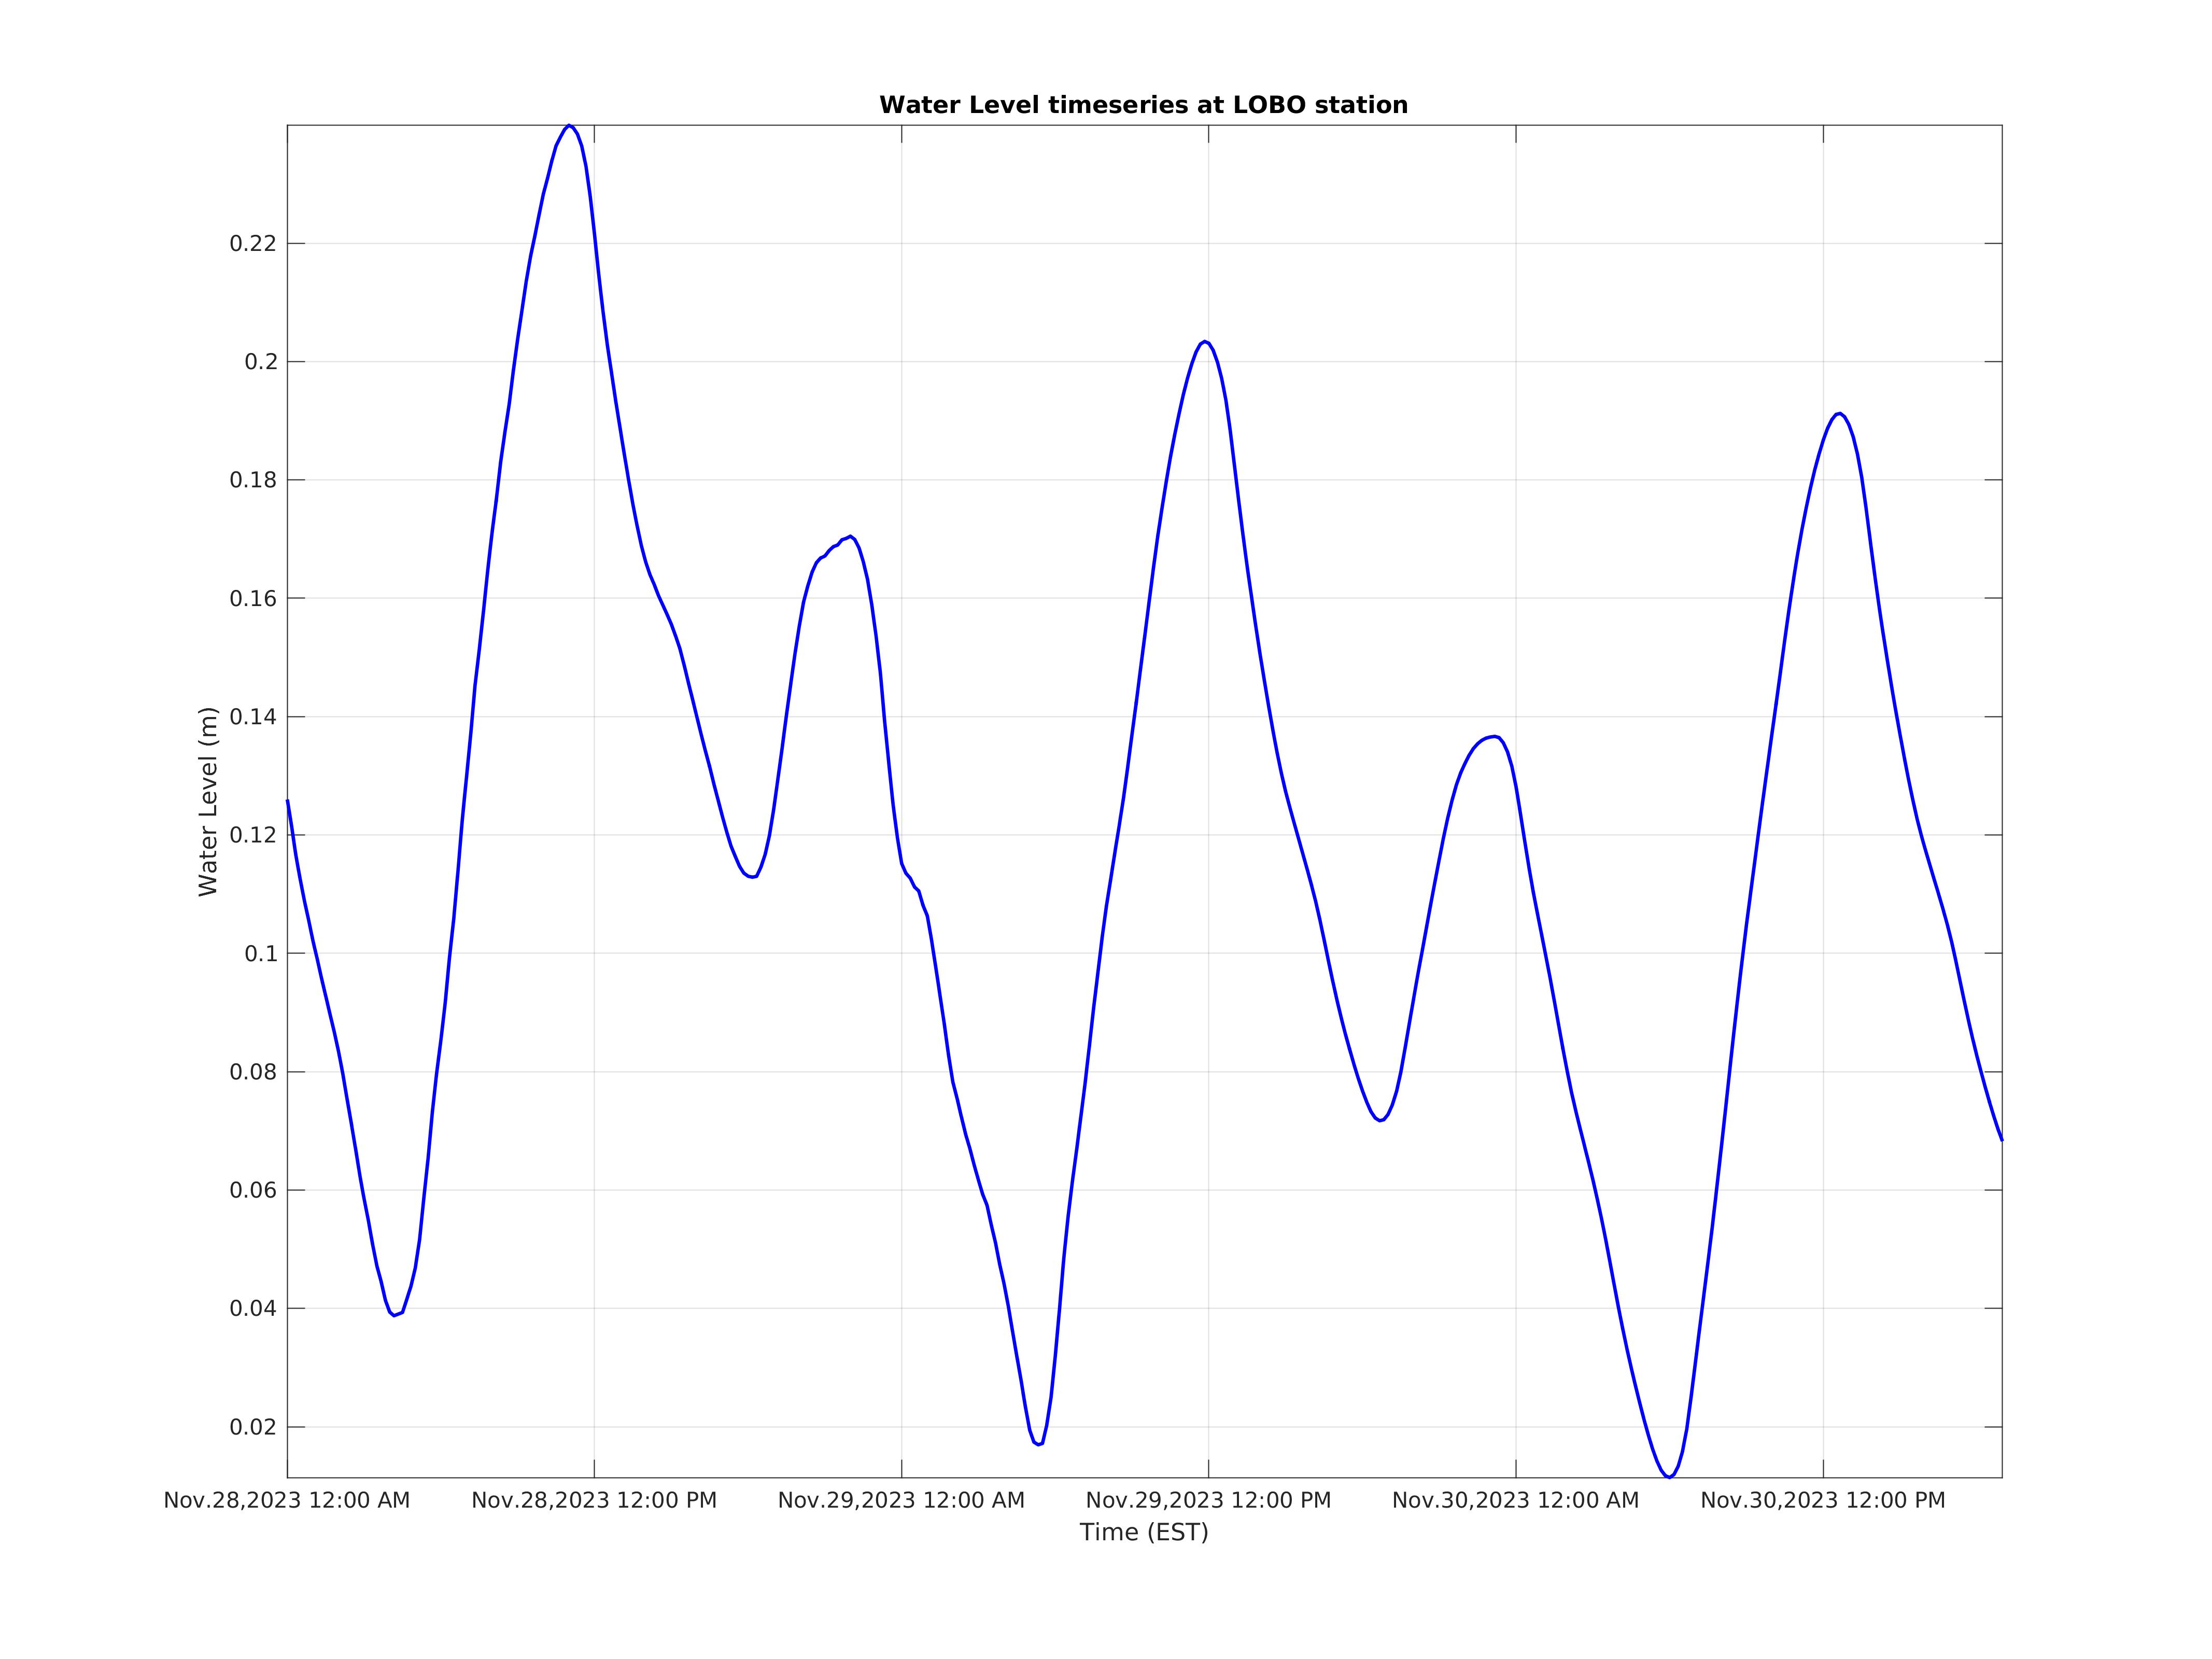 Water Level timeseries at LOBO station
0.22
0.2
0.18
0.16
0.14
0.12
0.1
0.08
0.06
0.04
0.02
Water Level (m)
Nov.28,2023 12:00 AM
Nov.28,2023 12:00 PM
Nov.29,2023 12:00 AM
Nov.29,2023 12:00 PM
Nov.30,2023 12:00 AM
Nov.30,2023 12:00 PM
Time (EST)